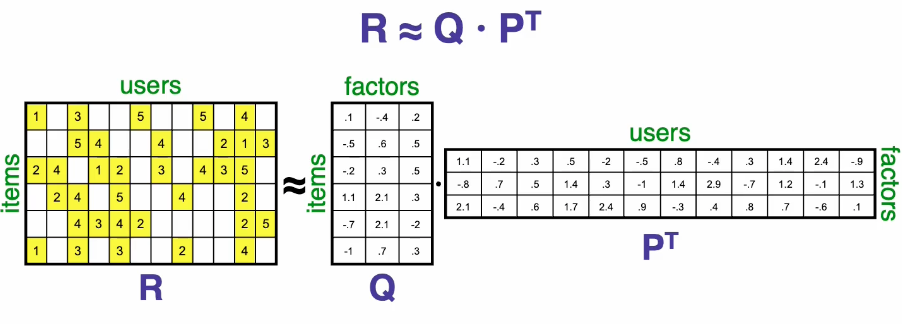 R ≈ Q · Pᵀ
users
items
1 3 5 5 4
5 4 4 2 1 3
2 4 1 2 3 4 3 5
2 4 5 4 2
4 3 4 2 2 5
1 3 3 2 4
R
≈
factors
items
.1 -.4 .2
-.5 .6 .5
-.2 .3 .5
1.1 2.1 .3
-.7 2.1 -2
-1 .7 .3
Q
·
users
1.1 -.2 .3 .5 -2 -.5 .8 -.4 .3 1.4 2.4 -.9
-.8 .7 .5 1.4 .3 -1 1.4 2.9 -.7 1.2 -.1 1.3
2.1 -.4 .6 1.7 2.4 .9 -.3 .4 .8 .7 -.6 .1
factors
Pᵀ